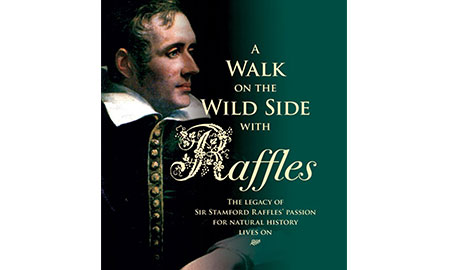 A
WALK
ON THE
WILD SIDE
WITH
Raffles
THE LEGACY OF
SIR STAMFORD RAFFLES' PASSION
FOR NATURAL HISTORY
LIVES ON